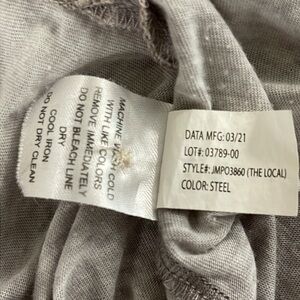 MACHINE WASH COLD
WITH LIKE COLORS
REMOVE IMMEDIATELY
DO NOT BLEACH LINE
DRY
COOL IRON
DO NOT DRY CLEAN
DATA MFG: 03/21
LOT#: 03789-00
STYLE#: JMPO3860 (THE LOCAL)
COLOR: STEEL